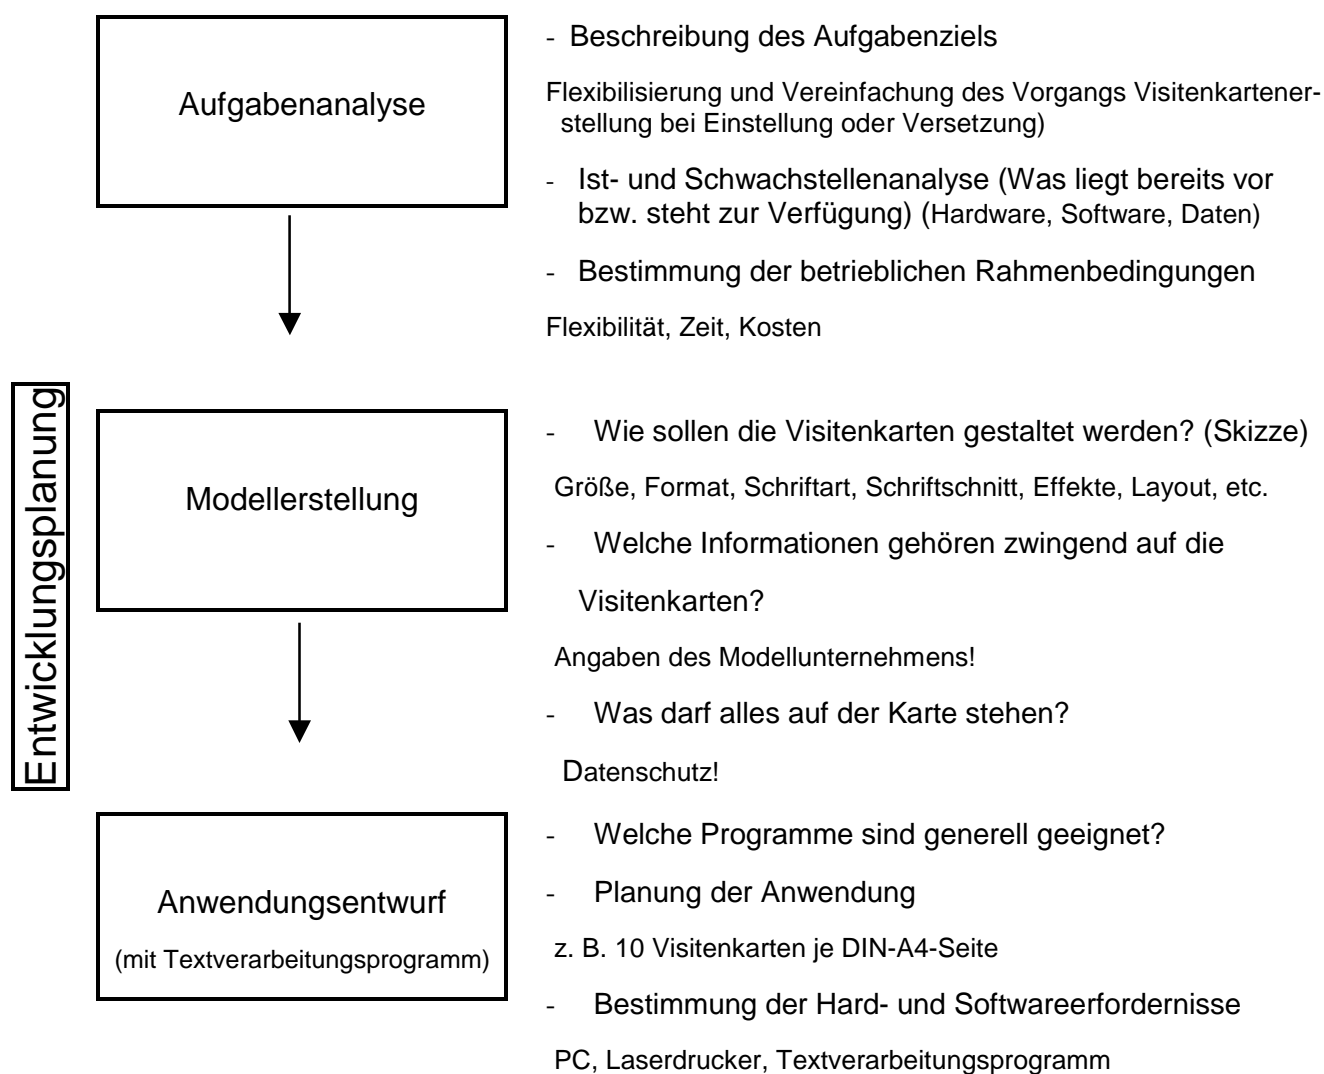 Aufgabenanalyse
- Beschreibung des Aufgabenziels
Flexibilisierung und Vereinfachung des Vorgangs Visitenkartener-
stellung bei Einstellung oder Versetzung)
- Ist- und Schwachstellenanalyse (Was liegt bereits vor
bzw. steht zur Verfügung) (Hardware, Software, Daten)
- Bestimmung der betrieblichen Rahmenbedingungen
Flexibilität, Zeit, Kosten
Entwicklungsplanung
Modellerstellung
- Wie sollen die Visitenkarten gestaltet werden? (Skizze)
Größe, Format, Schriftart, Schriftschnitt, Effekte, Layout, etc.
- Welche Informationen gehören zwingend auf die
Visitenkarten?
Angaben des Modellunternehmens!
- Was darf alles auf der Karte stehen?
Datenschutz!
Anwendungsentwurf
(mit Textverarbeitungsprogramm)
- Welche Programme sind generell geeignet?
- Planung der Anwendung
z. B. 10 Visitenkarten je DIN-A4-Seite
- Bestimmung der Hard- und Softwareerfordernisse
PC, Laserdrucker, Textverarbeitungsprogramm